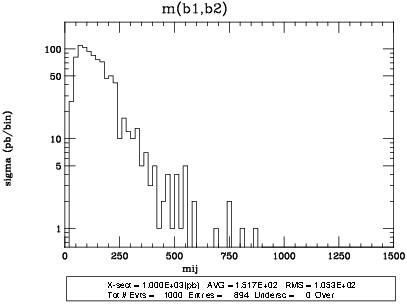 m(b1,b2)
100
50
10
5
1
sigma (pb/bin)
0 250 500 750 1000 1250 1500
mij
X-sect = 1.000E+03(pb) AVG = 1.517E+02 RMS = 1.053E+02
Tot # Evts = 1000 Entries = 894 Undersc = 0 Over